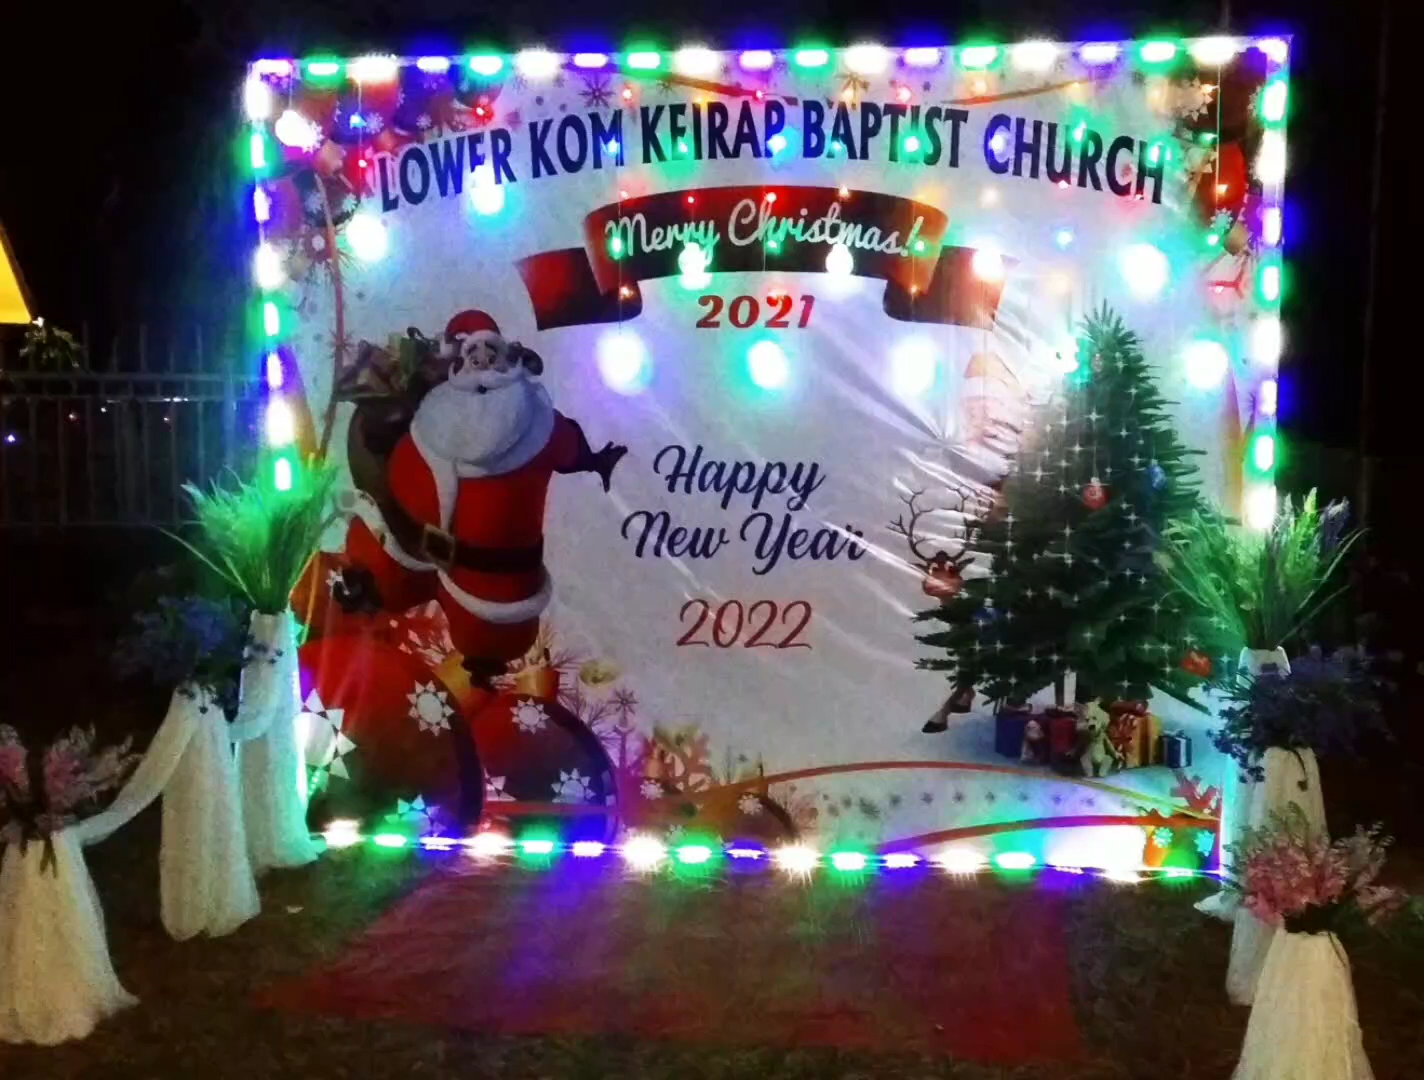 LOWER KOM KEIRAP BAPTIST CHURCH
Merry Christmas!
2021
Happy
New Year
2022